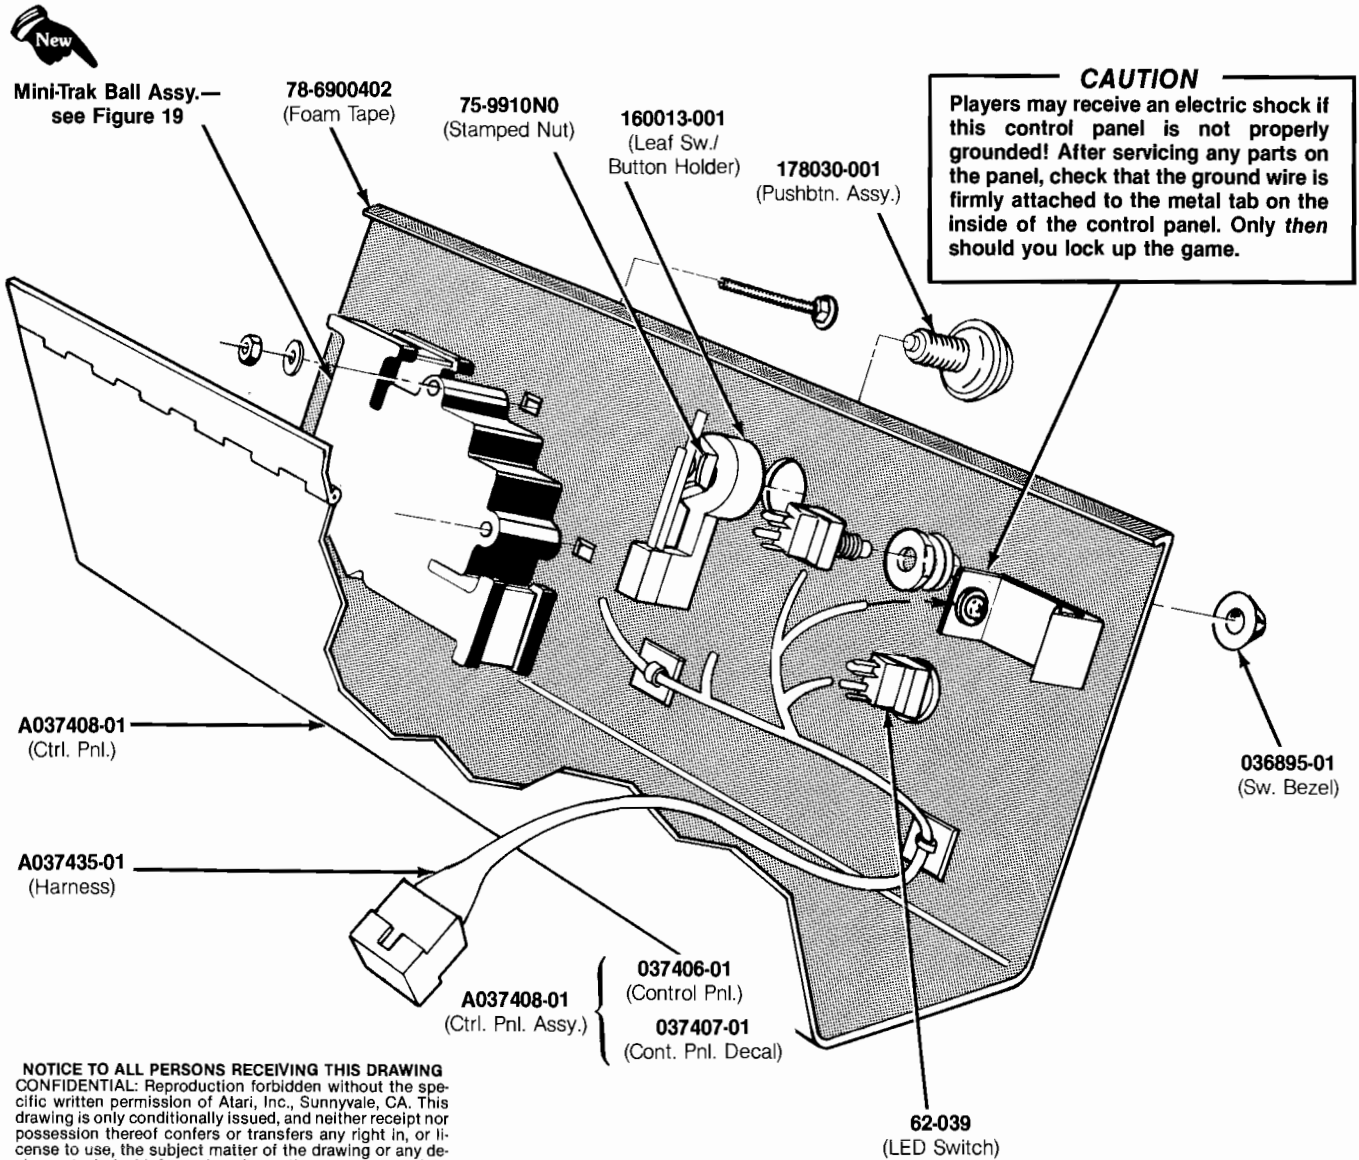 New
Mini-Trak Ball Assy.—
see Figure 19
78-6900402
(Foam Tape)
75-9910N0
(Stamped Nut)
160013-001
(Leaf Sw./
Button Holder)
178030-001
(Pushbtn. Assy.)
CAUTION
Players may receive an electric shock if
this control panel is not properly
grounded! After servicing any parts on
the panel, check that the ground wire is
firmly attached to the metal tab on the
inside of the control panel. Only then
should you lock up the game.
A037408-01
(Ctrl. Pnl.)
036895-01
(Sw. Bezel)
A037435-01
(Harness)
A037408-01
(Ctrl. Pnl. Assy.)
037406-01
(Control Pnl.)
037407-01
(Cont. Pnl. Decal)
62-039
(LED Switch)
NOTICE TO ALL PERSONS RECEIVING THIS DRAWING
CONFIDENTIAL: Reproduction forbidden without the spe-
cific written permission of Atari, Inc., Sunnyvale, CA. This
drawing is only conditionally issued, and neither receipt nor
possession thereof confers or transfers any right in, or li-
cense to use, the subject matter of the drawing or any de-